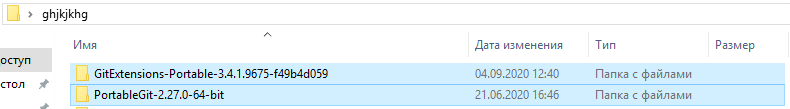 ghjkjkhg
Имя Дата изменения Тип Размер
оступ
GitExtensions-Portable-3.4.1.9675-f49b4d059 04.09.2020 12:40 Папка с файлами
стол
PortableGit-2.27.0-64-bit 21.06.2020 16:46 Папка с файлами